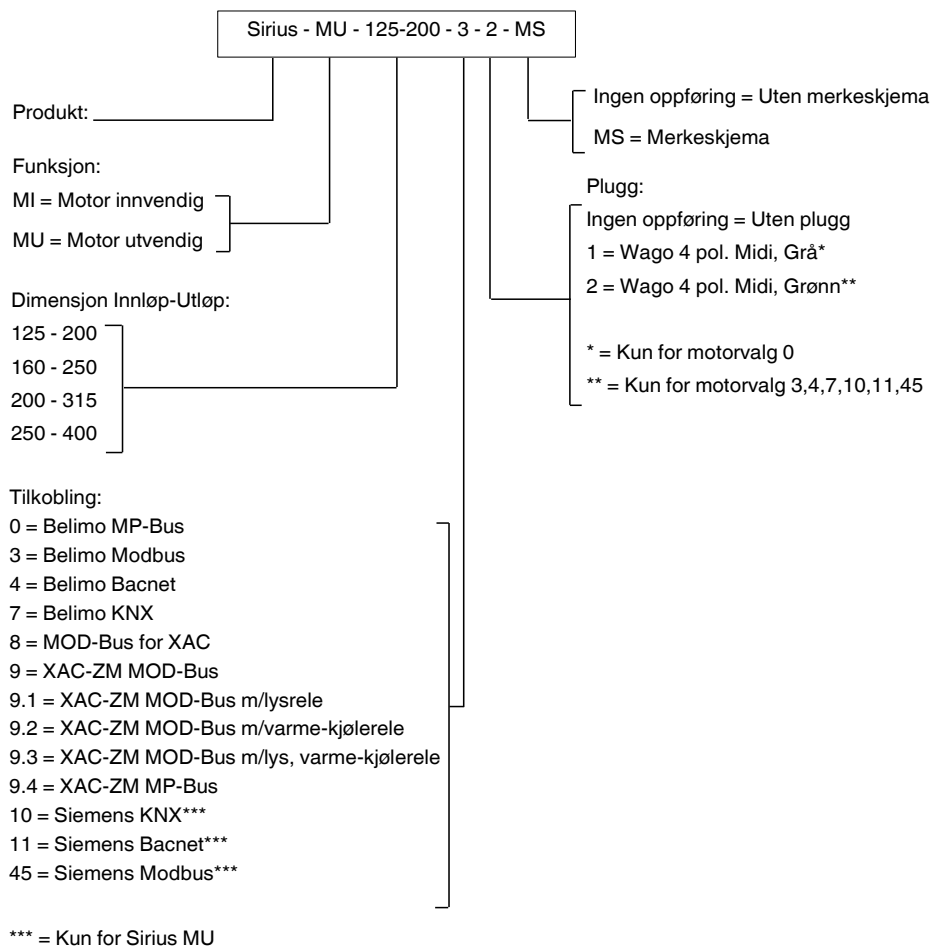 Sirius - MU - 125-200 - 3 - 2 - MS
Produkt:
Funksjon:
MI = Motor innvendig
MU = Motor utvendig
Dimensjon Innløp-Utløp:
125 - 200
160 - 250
200 - 315
250 - 400
Tilkobling:
0 = Belimo MP-Bus
3 = Belimo Modbus
4 = Belimo Bacnet
7 = Belimo KNX
8 = MOD-Bus for XAC
9 = XAC-ZM MOD-Bus
9.1 = XAC-ZM MOD-Bus m/lysrele
9.2 = XAC-ZM MOD-Bus m/varme-kjølerele
9.3 = XAC-ZM MOD-Bus m/lys, varme-kjølerele
9.4 = XAC-ZM MP-Bus
10 = Siemens KNX***
11 = Siemens Bacnet***
45 = Siemens Modbus***
*** = Kun for Sirius MU
Ingen oppføring = Uten merkeskjema
MS = Merkeskjema
Plugg:
Ingen oppføring = Uten plugg
1 = Wago 4 pol. Midi, Grå*
2 = Wago 4 pol. Midi, Grønn**
* = Kun for motorvalg 0
** = Kun for motorvalg 3,4,7,10,11,45